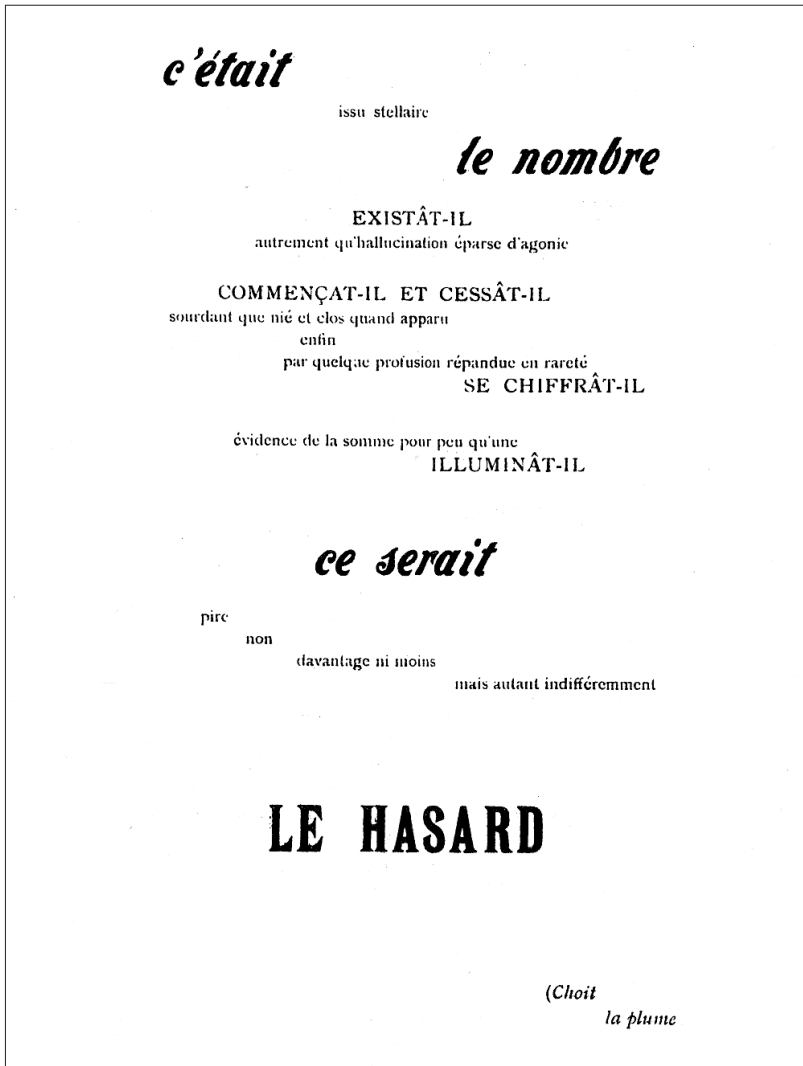 c'était
issu stellaire
le nombre
EXISTÂT-IL
autrement qu'hallucination éparse d'agonie
COMMENÇAT-IL ET CESSÂT-IL
sourdant que nié et clos quand apparu
enfin
par quelque profusion répandue en rareté
SE CHIFFRÂT-IL
évidence de la somme pour peu qu'une
ILLUMINÂT-IL
ce serait
pire
non
davantage ni moins
mais autant indifféremment
LE HASARD
(Choit
la plume